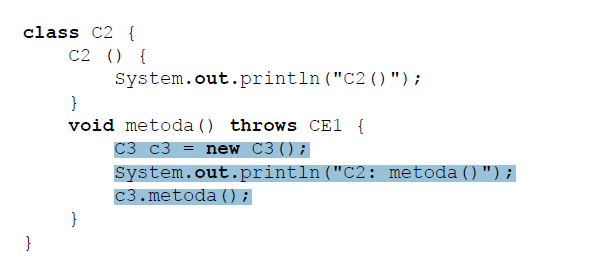 class C2 {
    C2 () {
        System.out.println("C2()");
    }
    void metoda() throws CE1 {
        C3 c3 = new C3();
        System.out.println("C2: metoda()");
        c3.metoda();
    }
}